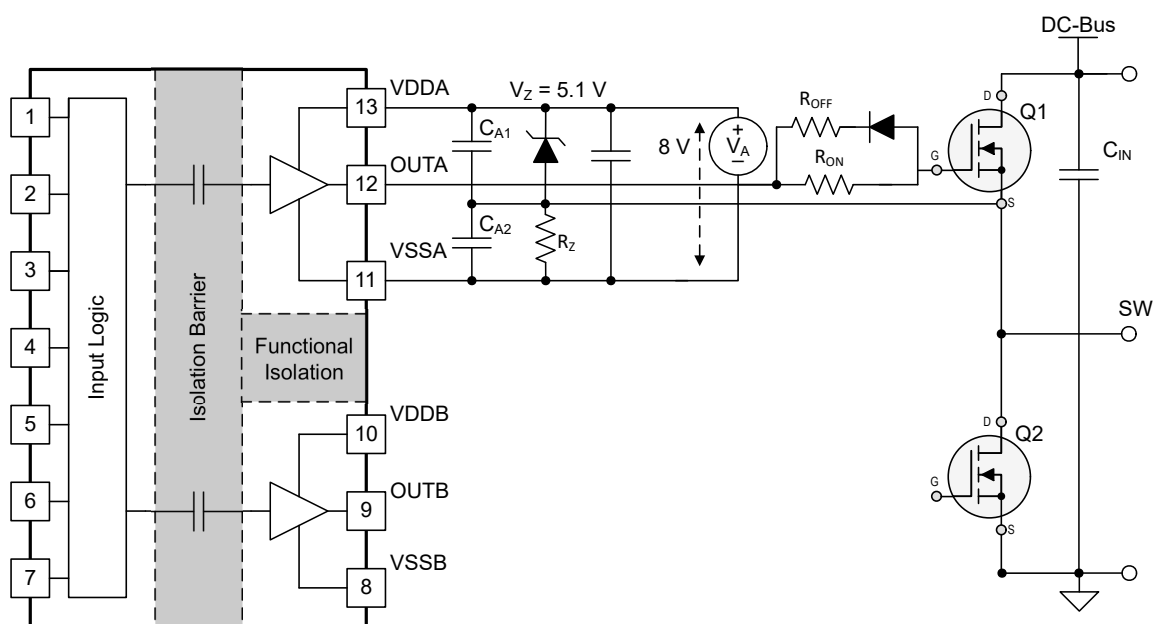 DC-Bus
VDDA
V_Z = 5.1 V
1
13
C_A1
R_OFF
D
Q1
8 V
+
V_A
–
OUTA
R_ON
G
C_IN
2
12
S
C_A2
R_Z
VSSA
3
11
Input Logic
Isolation Barrier
Functional
Isolation
SW
4
5
VDDB
10
D
Q2
OUTB
G
6
9
S
VSSB
7
8